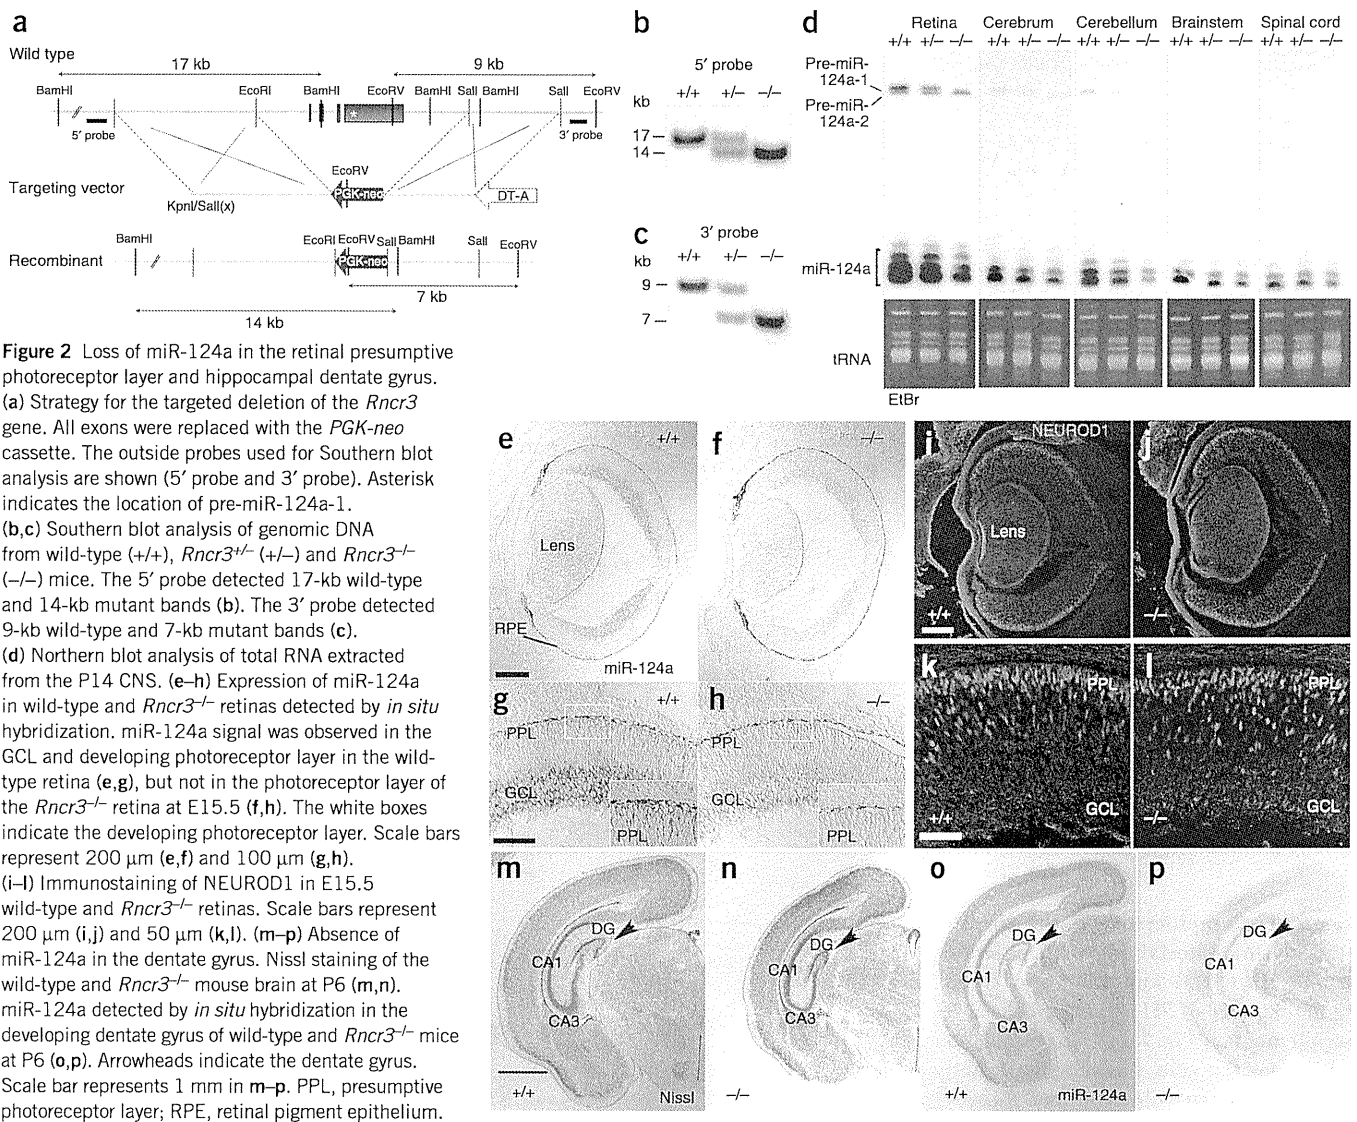 a
Wild type
17 kb
9 kb
BamHI
EcoRI
BamHI
EcoRV
BamHI
SalI
BamHI
SalI
EcoRV
*
5′ probe
3′ probe
EcoRV
Targeting vector
PGK-neo
DT-A
KpnI/SalI(x)
BamHI
EcoRI
EcoRV
SalI
BamHI
SalI
EcoRV
Recombinant
PGK-neo
7 kb
14 kb
b
5′ probe
kb
+/+
+/–
–/–
17
14
c
3′ probe
kb
+/+
+/–
–/–
9
7
d
Retina
Cerebrum
Cerebellum
Brainstem
Spinal cord
+/+ +/– –/–
+/+ +/– –/–
+/+ +/– –/–
+/+ +/– –/–
+/+ +/– –/–
Pre-miR-
124a-1
Pre-miR-
124a-2
miR-124a
tRNA
EtBr
Figure 2 Loss of miR-124a in the retinal presumptive
photoreceptor layer and hippocampal dentate gyrus.
(a) Strategy for the targeted deletion of the Rncr3
gene. All exons were replaced with the PGK-neo
cassette. The outside probes used for Southern blot
analysis are shown (5′ probe and 3′ probe). Asterisk
indicates the location of pre-miR-124a-1.
(b,c) Southern blot analysis of genomic DNA
from wild-type (+/+), Rncr3+/– (+/–) and Rncr3–/–
(–/–) mice. The 5′ probe detected 17-kb wild-type
and 14-kb mutant bands (b). The 3′ probe detected
9-kb wild-type and 7-kb mutant bands (c).
(d) Northern blot analysis of total RNA extracted
from the P14 CNS. (e–h) Expression of miR-124a
in wild-type and Rncr3–/– retinas detected by in situ
hybridization. miR-124a signal was observed in the
GCL and developing photoreceptor layer in the wild-
type retina (e,g), but not in the photoreceptor layer of
the Rncr3–/– retina at E15.5 (f,h). The white boxes
indicate the developing photoreceptor layer. Scale bars
represent 200 μm (e,f) and 100 μm (g,h).
(i–l) Immunostaining of NEUROD1 in E15.5
wild-type and Rncr3–/– retinas. Scale bars represent
200 μm (i,j) and 50 μm (k,l). (m–p) Absence of
miR-124a in the dentate gyrus. Nissl staining of the
wild-type and Rncr3–/– mouse brain at P6 (m,n).
miR-124a detected by in situ hybridization in the
developing dentate gyrus of wild-type and Rncr3–/– mice
at P6 (o,p). Arrowheads indicate the dentate gyrus.
Scale bar represents 1 mm in m–p. PPL, presumptive
photoreceptor layer; RPE, retinal pigment epithelium.
e
+/+
Lens
RPE
miR-124a
f
–/–
g
+/+
PPL
GCL
PPL
h
–/–
PPL
GCL
PPL
i
NEUROD1
Lens
+/+
j
–/–
k
PPL
GCL
+/+
l
PPL
GCL
–/–
m
DG
CA1
CA3
+/+
Nissl
n
DG
CA1
CA3
–/–
o
DG
CA1
CA3
+/+
miR-124a
p
DG
CA1
CA3
–/–